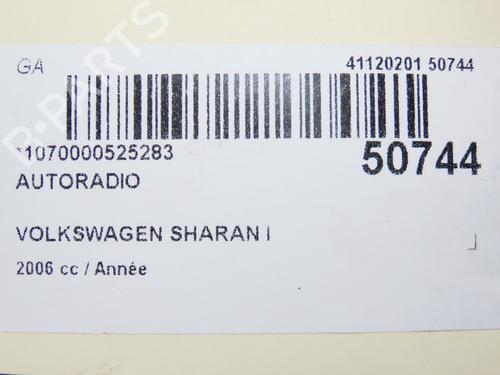 GA
41120201 50744
*1070000525283
50744
AUTORADIO
VOLKSWAGEN SHARAN I
2006 cc / Année
B-PARTS